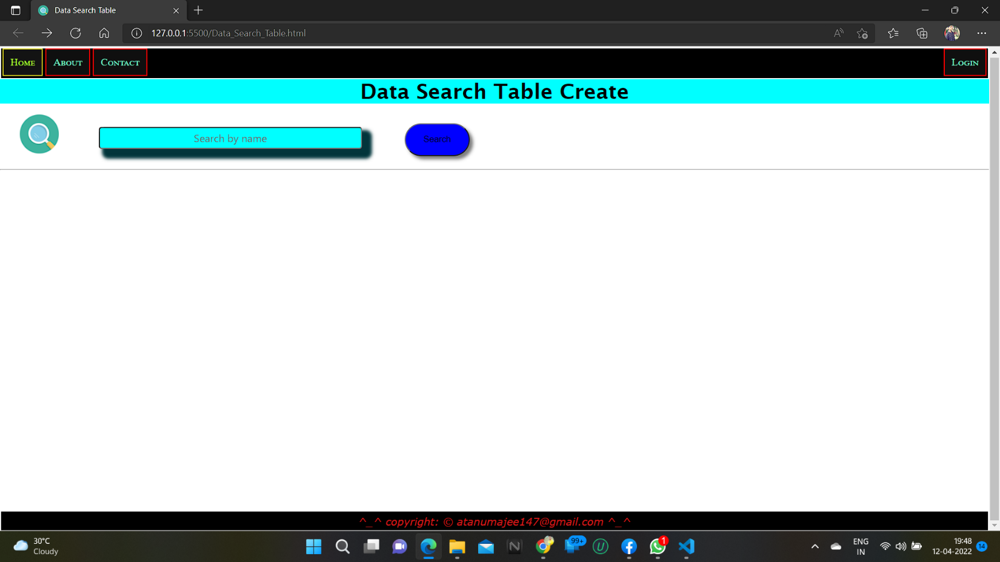 Data Search Table
127.0.0.1:5500/Data_Search_Table.html
Home About Contact Login
Data Search Table Create
Search by name
Search
^_^ copyright: © atanumajee147@gmail.com ^_^
30°C
Cloudy
99+
1
ENG
IN
19:48
12-04-2022
14